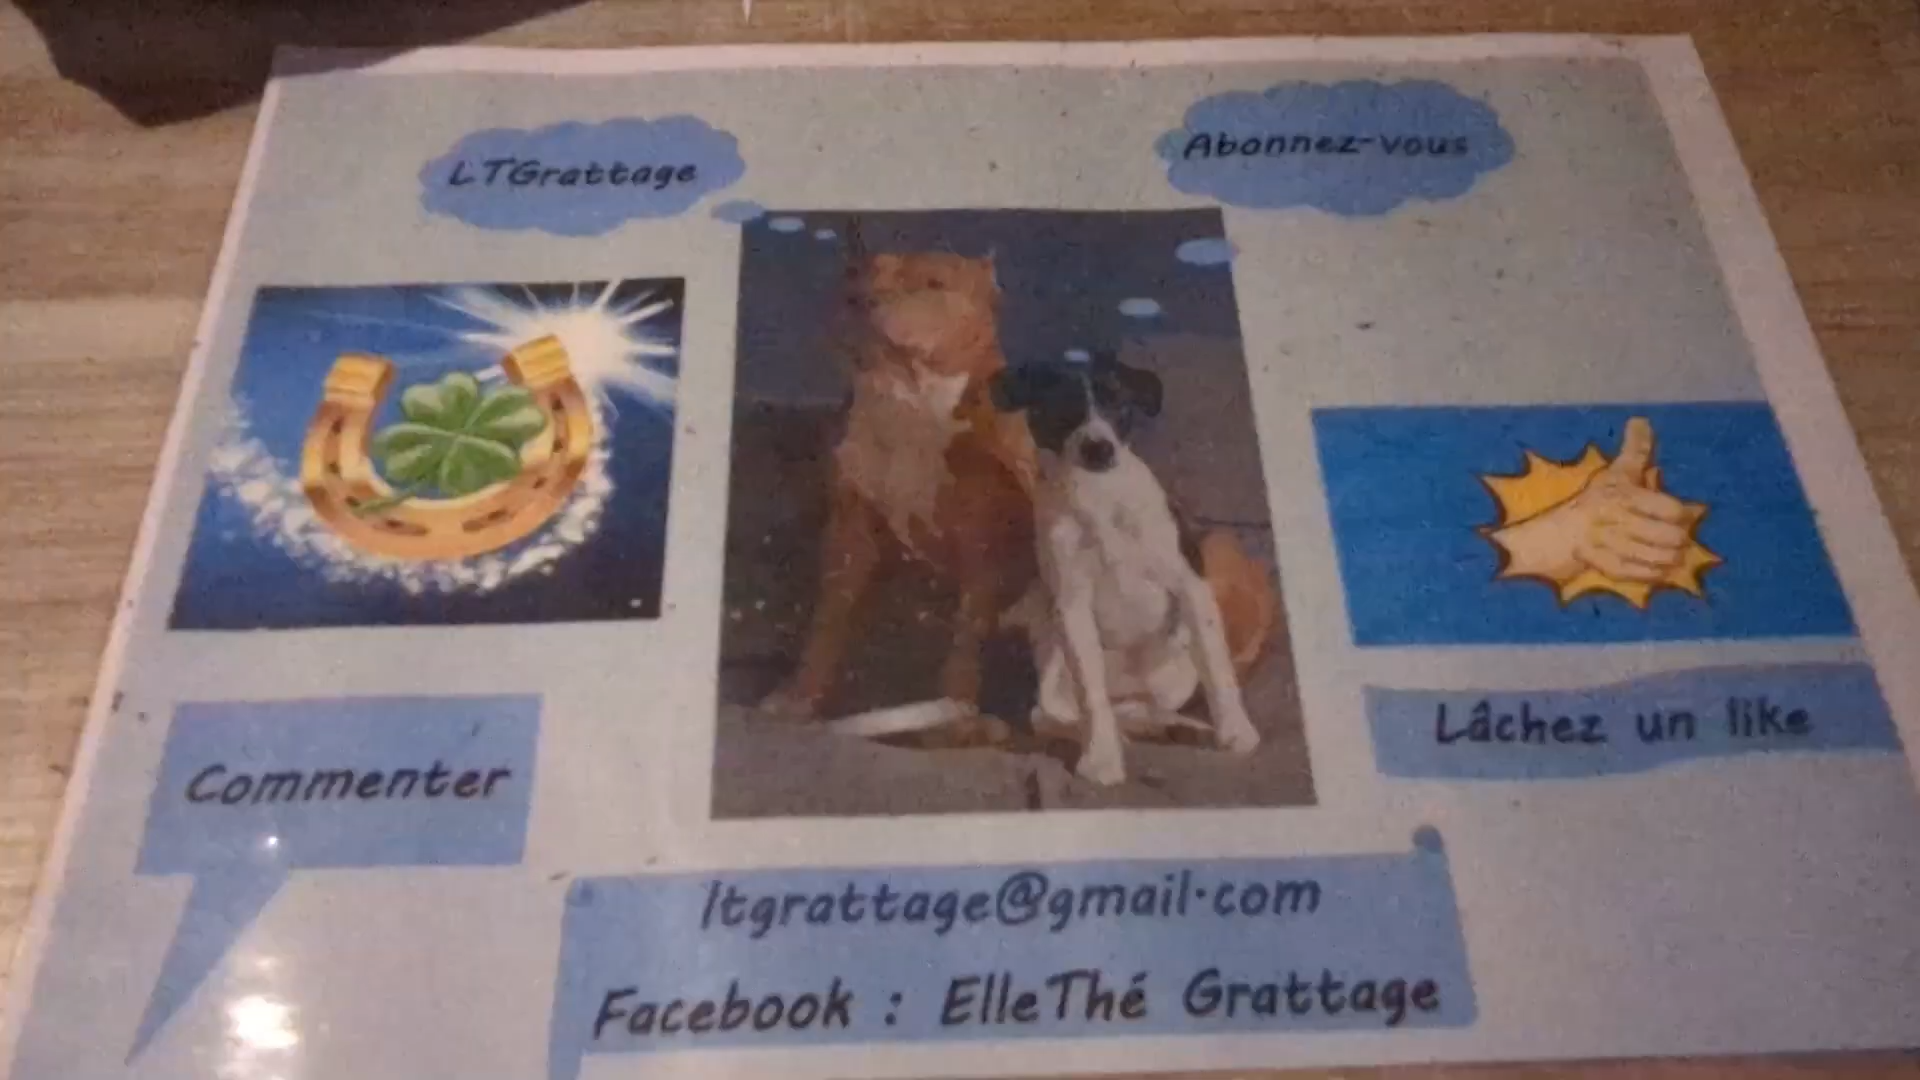 LTGrattage
Abonnez-vous
Commenter
Lâchez un like
ltgrattage@gmail.com
Facebook : ElleThé Grattage